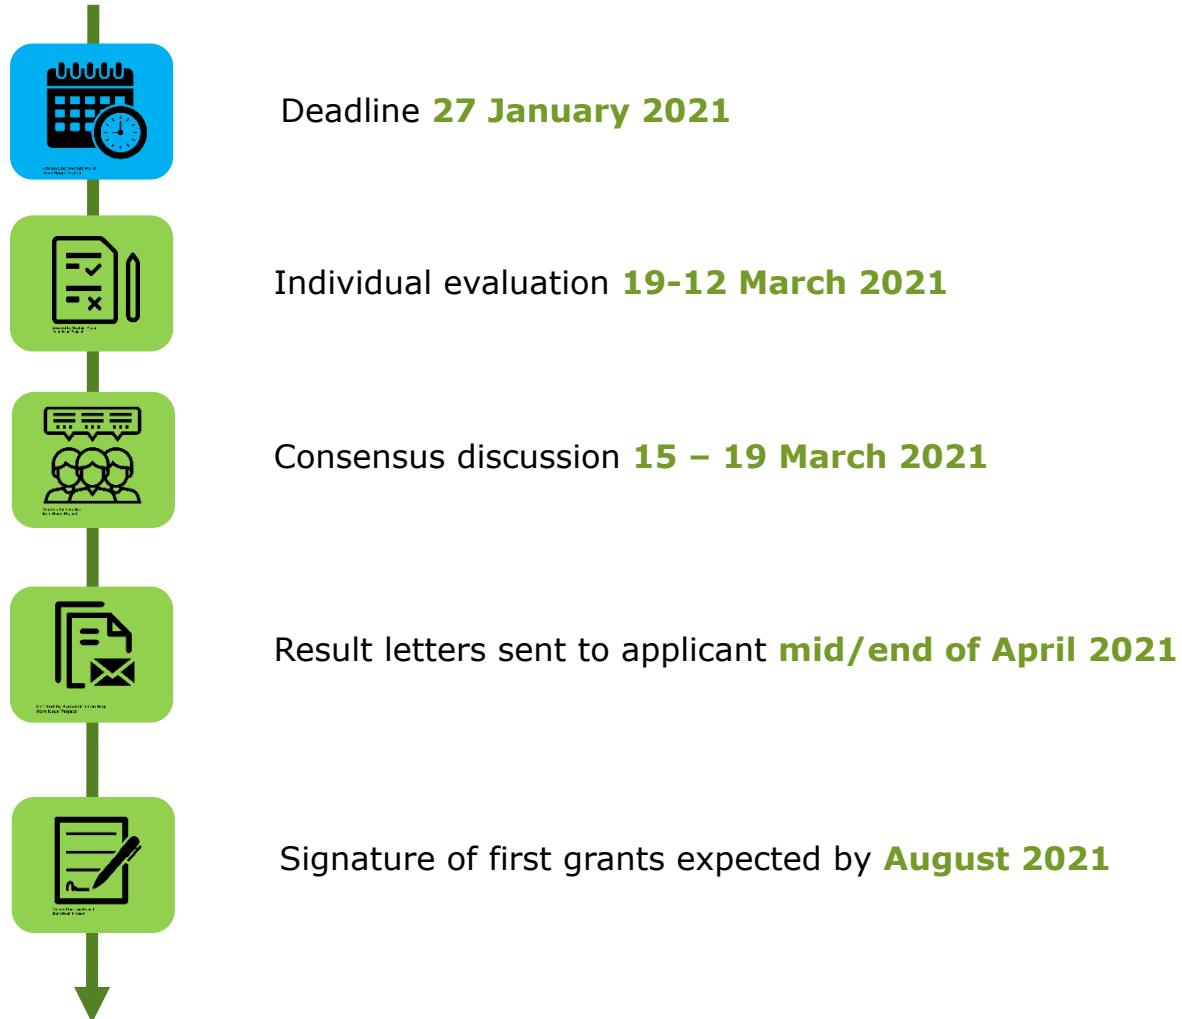 Deadline 27 January 2021
Individual evaluation 19-12 March 2021
Consensus discussion 15 – 19 March 2021
Result letters sent to applicant mid/end of April 2021
Signature of first grants expected by August 2021